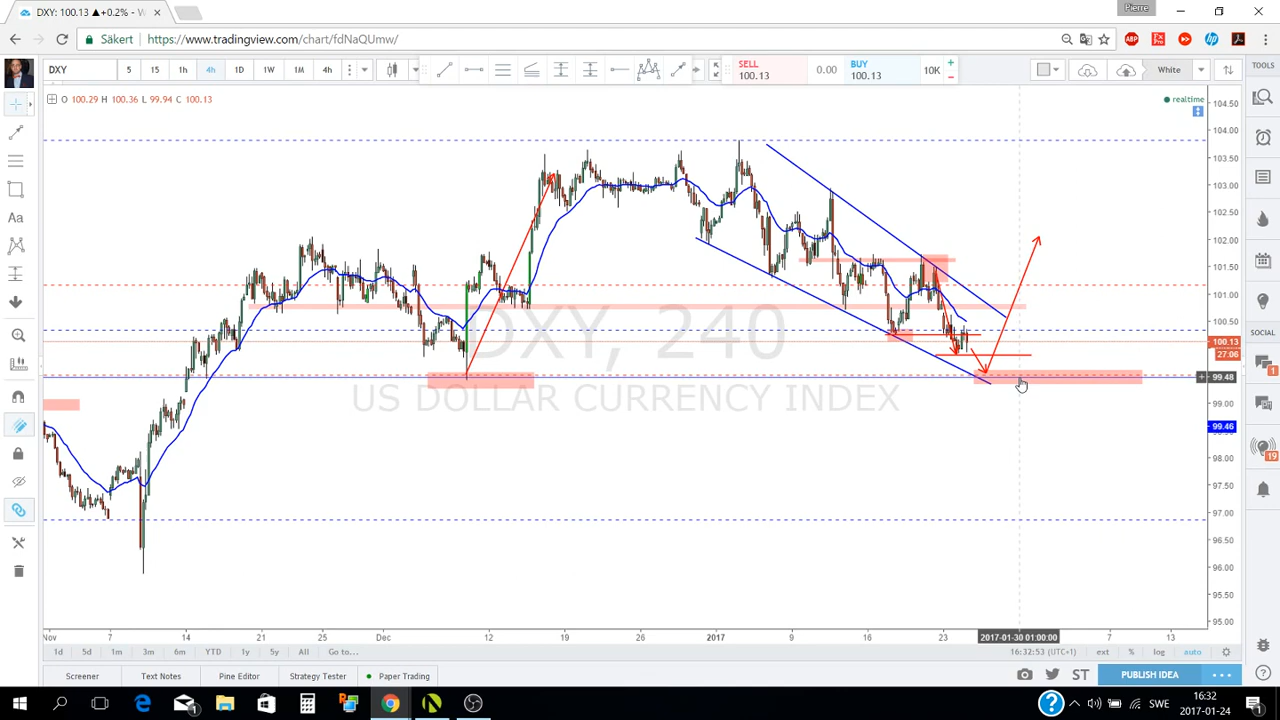 DXY: 100.13 ▲+0.2% - W
Pierre
Säkert https://www.tradingview.com/chart/fdNaQUmw/
DXY 5 15 1h 4h 1D 1W 1M 4h
SELL 100.13 0.00 BUY 100.13 10K White TOOLS
O 100.29 H 100.36 L 99.94 C 100.13
realtime
104.50
104.00
103.50
103.00
102.50
102.00
101.50
101.00
100.50
100.13
27.06
99.48
99.00
99.46
98.00
97.50
97.00
96.50
96.00
95.50
95.00
DXY, 240
US DOLLAR CURRENCY INDEX
Aa
SOCIAL
1
19
Nov 7 14 21 Dec 12 19 26 2017 9 16 23 2017-01-30 01:00:00 7 13
1d 5d 1m 3m 6m YTD 1y 5y All Go to... 16:32:53 (UTC+1) ext % log auto
Screener Text Notes Pine Editor Strategy Tester Paper Trading ST PUBLISH IDEA
SWE 16:32
2017-01-24